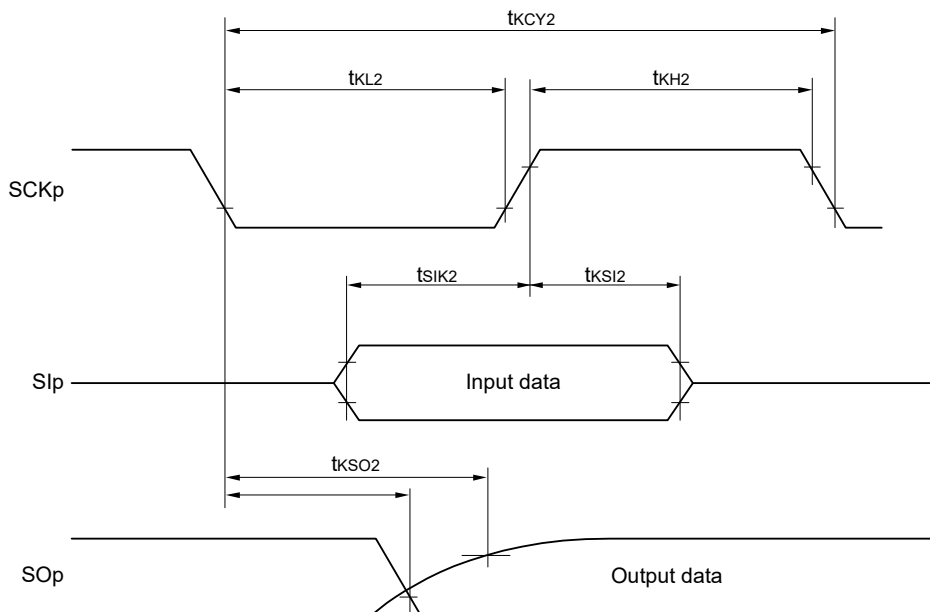 tKCY2
tKL2
tKH2
SCKp
tSIK2
tKSI2
SIp
Input data
tKSO2
SOp
Output data